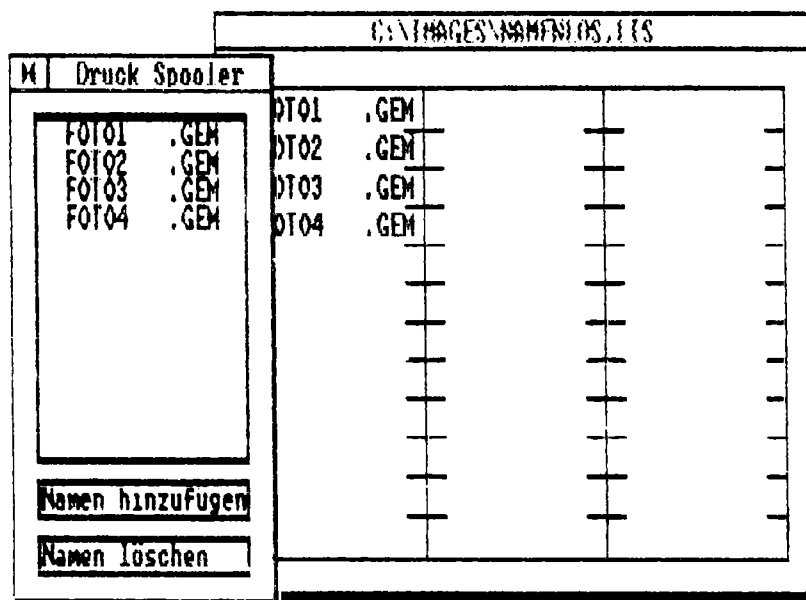 C:\IMAGES\NAMENLOS.LIS
Druck Spooler
FOTO1 .GEM
FOTO2 .GEM
FOTO3 .GEM
FOTO4 .GEM
OTO1 .GEM
OTO2 .GEM
OTO3 .GEM
OTO4 .GEM
Namen hinzufugen
Namen löschen